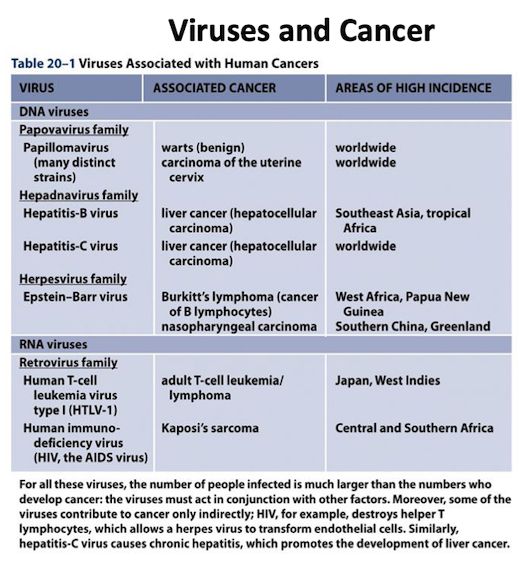 Viruses and Cancer
Table 20–1 Viruses Associated with Human Cancers
VIRUS ASSOCIATED CANCER AREAS OF HIGH INCIDENCE
DNA viruses
Papovavirus family
Papillomavirus warts (benign) worldwide
(many distinct carcinoma of the uterine worldwide
strains) cervix
Hepadnavirus family
Hepatitis-B virus liver cancer (hepatocellular Southeast Asia, tropical
carcinoma) Africa
Hepatitis-C virus liver cancer (hepatocellular worldwide
carcinoma)
Herpesvirus family
Epstein–Barr virus Burkitt's lymphoma (cancer West Africa, Papua New
of B lymphocytes) Guinea
nasopharyngeal carcinoma Southern China, Greenland
RNA viruses
Retrovirus family
Human T-cell adult T-cell leukemia/ Japan, West Indies
leukemia virus lymphoma
type I (HTLV-1)
Human immuno- Kaposi's sarcoma Central and Southern Africa
deficiency virus
(HIV, the AIDS virus)
For all these viruses, the number of people infected is much larger than the numbers who
develop cancer: the viruses must act in conjunction with other factors. Moreover, some of the
viruses contribute to cancer only indirectly; HIV, for example, destroys helper T
lymphocytes, which allows a herpes virus to transform endothelial cells. Similarly,
hepatitis-C virus causes chronic hepatitis, which promotes the development of liver cancer.